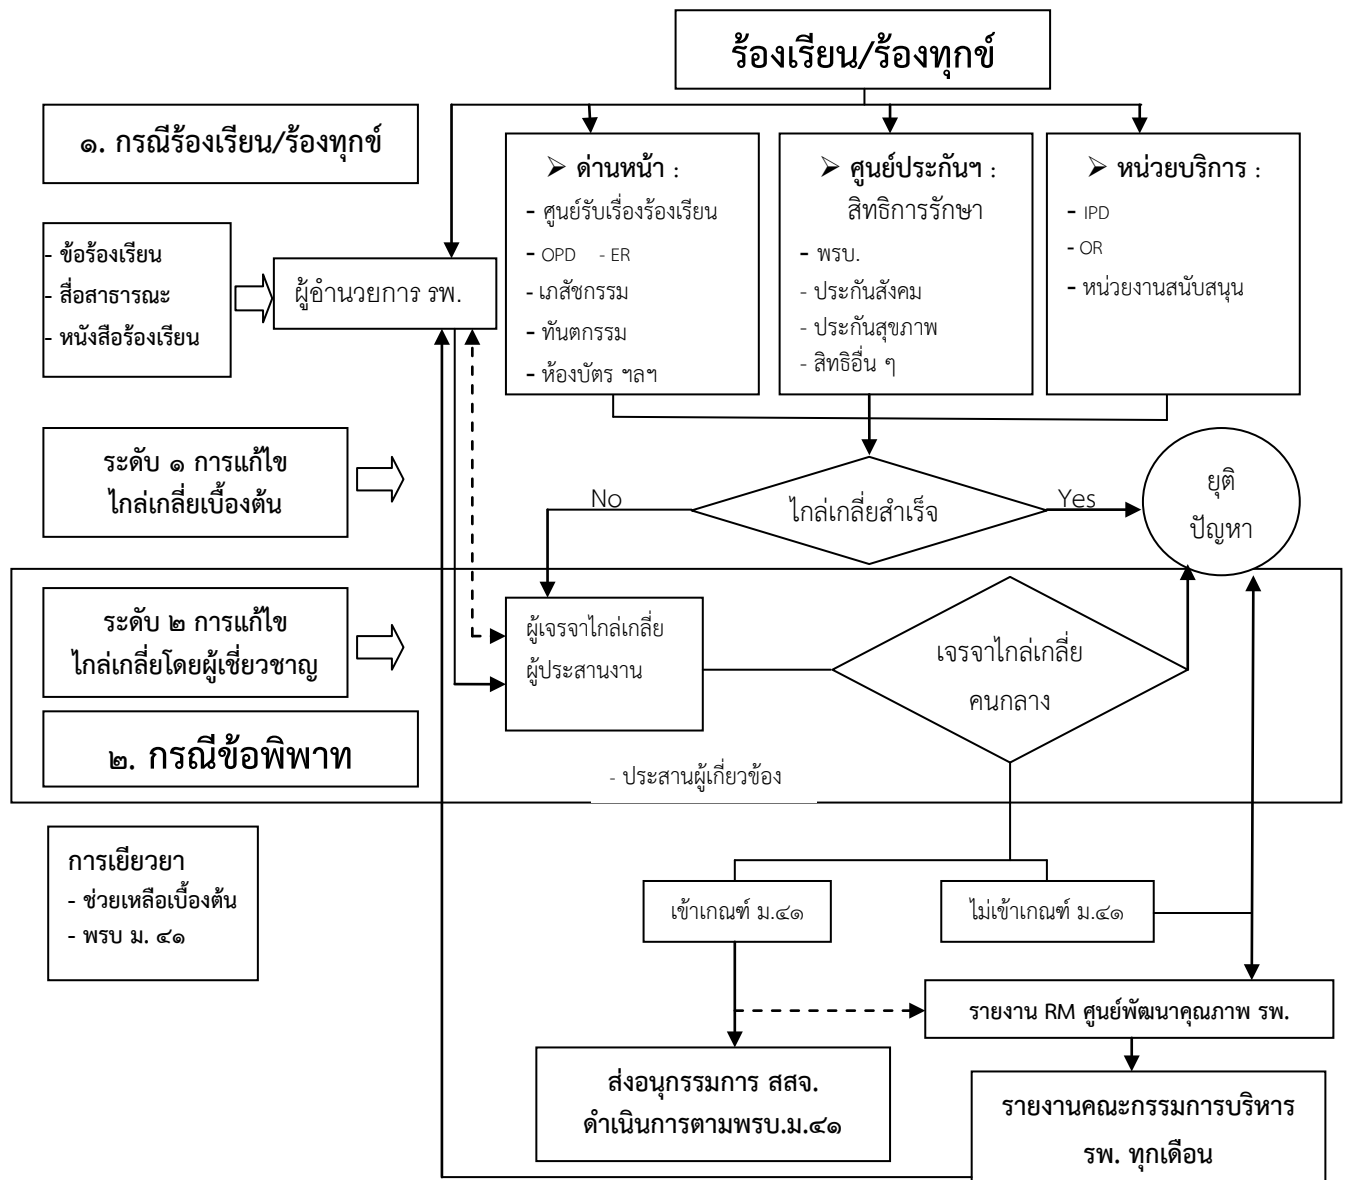 ร้องเรียน/ร้องทุกข์
๑. กรณีร้องเรียน/ร้องทุกข์
➢ ด่านหน้า :
- ศูนย์รับเรื่องร้องเรียน
- OPD - ER
- เภสัชกรรม
- ทันตกรรม
- ห้องบัตร ฯลฯ
➢ ศูนย์ประกันฯ :
สิทธิการรักษา
- พรบ.
- ประกันสังคม
- ประกันสุขภาพ
- สิทธิอื่น ๆ
➢ หน่วยบริการ :
- IPD
- OR
- หน่วยงานสนับสนุน
- ข้อร้องเรียน
- สื่อสาธารณะ
- หนังสือร้องเรียน
ผู้อำนวยการ รพ.
ระดับ ๑ การแก้ไข
ไกล่เกลี่ยเบื้องต้น
No
ไกล่เกลี่ยสำเร็จ
Yes
ยุติ
ปัญหา
ระดับ ๒ การแก้ไข
ไกล่เกลี่ยโดยผู้เชี่ยวชาญ
ผู้เจรจาไกล่เกลี่ย
ผู้ประสานงาน
เจรจาไกล่เกลี่ย
คนกลาง
๒. กรณีข้อพิพาท
- ประสานผู้เกี่ยวข้อง
การเยียวยา
- ช่วยเหลือเบื้องต้น
- พรบ ม. ๔๑
เข้าเกณฑ์ ม.๔๑
ไม่เข้าเกณฑ์ ม.๔๑
รายงาน RM ศูนย์พัฒนาคุณภาพ รพ.
ส่งอนุกรรมการ สสจ.
ดำเนินการตามพรบ.ม.๔๑
รายงานคณะกรรมการบริหาร
รพ. ทุกเดือน